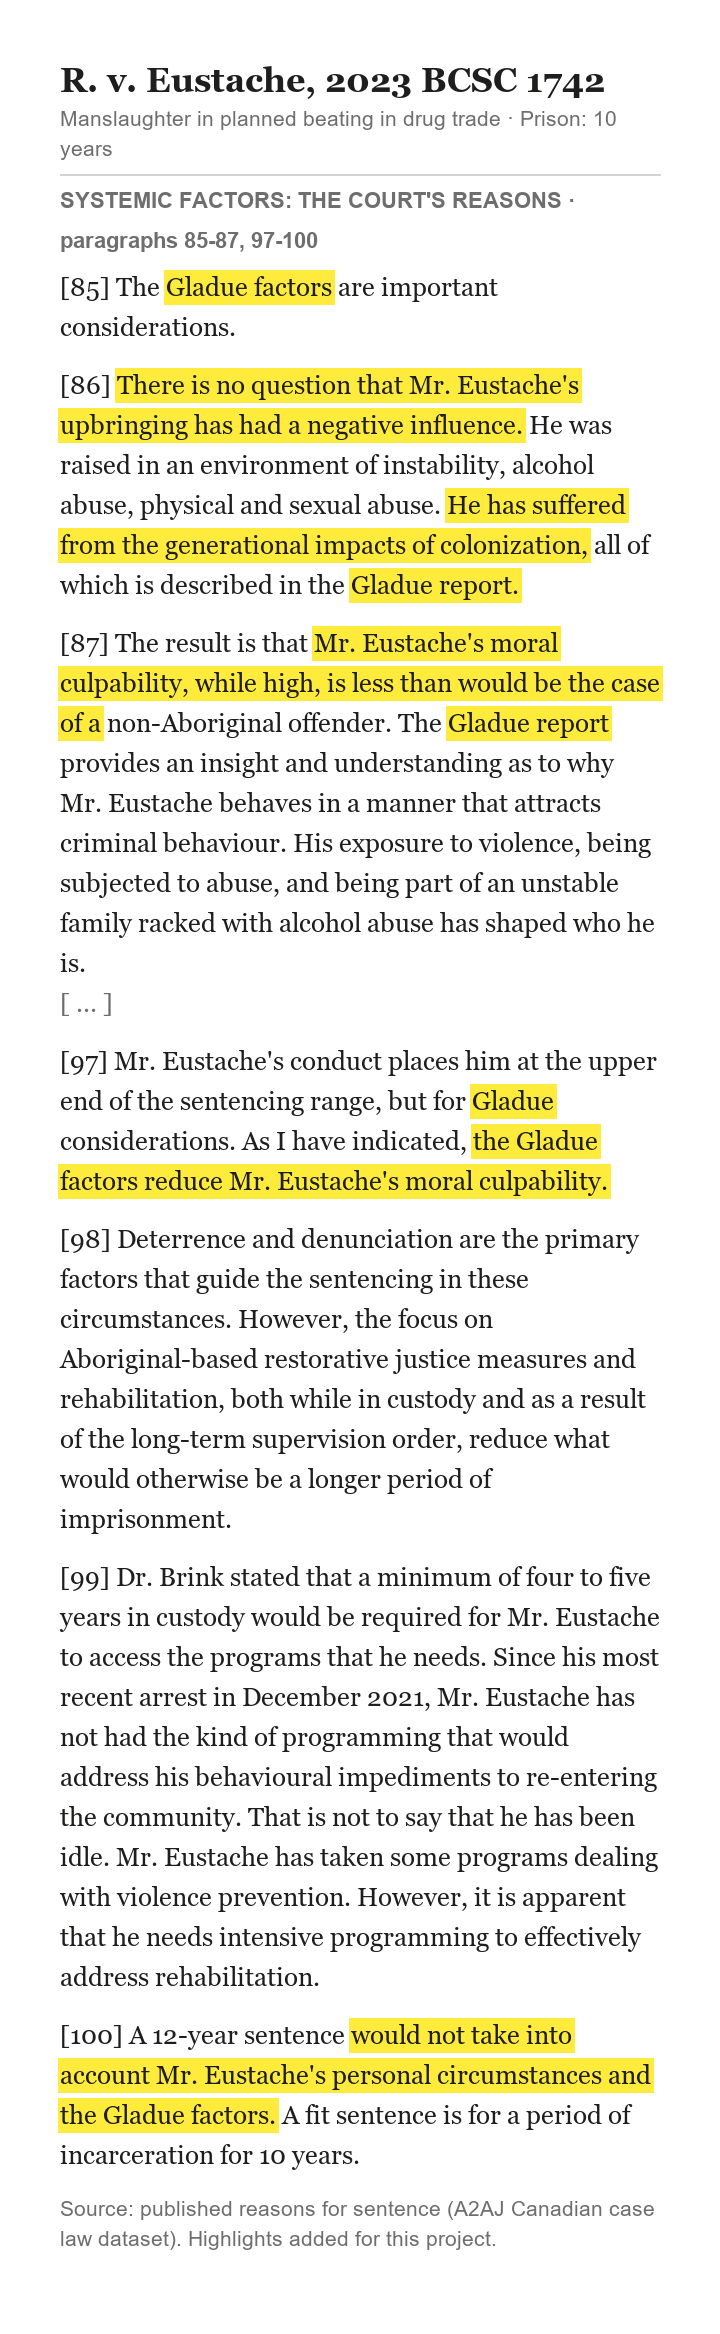 R. v. Eustache, 2023 BCSC 1742
Manslaughter in planned beating in drug trade · Prison: 10
years
SYSTEMIC FACTORS: THE COURT'S REASONS ·
paragraphs 85-87, 97-100
[85] The Gladue factors are important
considerations.
[86] There is no question that Mr. Eustache's
upbringing has had a negative influence. He was
raised in an environment of instability, alcohol
abuse, physical and sexual abuse. He has suffered
from the generational impacts of colonization, all of
which is described in the Gladue report.
[87] The result is that Mr. Eustache's moral
culpability, while high, is less than would be the case
of a non-Aboriginal offender. The Gladue report
provides an insight and understanding as to why
Mr. Eustache behaves in a manner that attracts
criminal behaviour. His exposure to violence, being
subjected to abuse, and being part of an unstable
family racked with alcohol abuse has shaped who he
is.
[ ... ]
[97] Mr. Eustache's conduct places him at the upper
end of the sentencing range, but for Gladue
considerations. As I have indicated, the Gladue
factors reduce Mr. Eustache's moral culpability.
[98] Deterrence and denunciation are the primary
factors that guide the sentencing in these
circumstances. However, the focus on
Aboriginal-based restorative justice measures and
rehabilitation, both while in custody and as a result
of the long-term supervision order, reduce what
would otherwise be a longer period of
imprisonment.
[99] Dr. Brink stated that a minimum of four to five
years in custody would be required for Mr. Eustache
to access the programs that he needs. Since his most
recent arrest in December 2021, Mr. Eustache has
not had the kind of programming that would
address his behavioural impediments to re-entering
the community. That is not to say that he has been
idle. Mr. Eustache has taken some programs dealing
with violence prevention. However, it is apparent
that he needs intensive programming to effectively
address rehabilitation.
[100] A 12-year sentence would not take into
account Mr. Eustache's personal circumstances and
the Gladue factors. A fit sentence is for a period of
incarceration for 10 years.
Source: published reasons for sentence (A2AJ Canadian case
law dataset). Highlights added for this project.